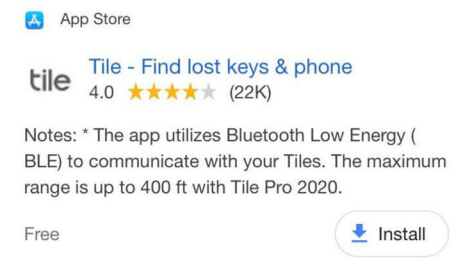 App Store
Tile - Find lost keys & phone
tile
4.0 ★★★★★ (22K)
Notes: * The app utilizes Bluetooth Low Energy (
BLE) to communicate with your Tiles. The maximum
range is up to 400 ft with Tile Pro 2020.
Free
Install